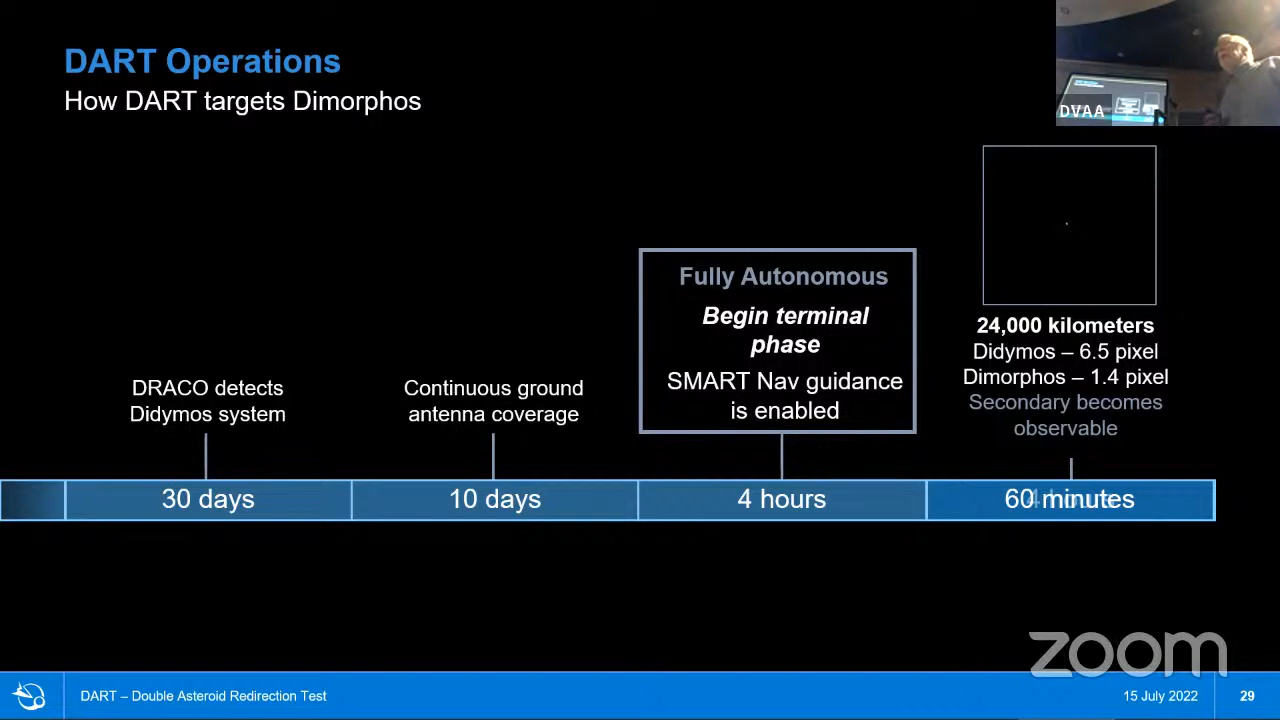 DART Operations
How DART targets Dimorphos
DVAA
Fully Autonomous
Begin terminal
phase
SMART Nav guidance
is enabled
24,000 kilometers
Didymos – 6.5 pixel
Dimorphos – 1.4 pixel
Secondary becomes
observable
DRACO detects
Didymos system
Continuous ground
antenna coverage
30 days
10 days
4 hours
60 minutes
zoom
DART – Double Asteroid Redirection Test
15 July 2022
29